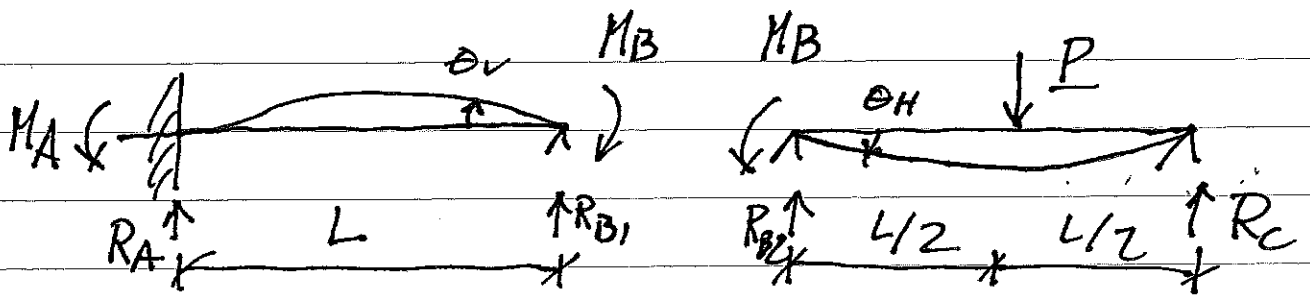 M_B M_B P
θ_V θ_H
M_A
R_A L R_B1 R_B2 L/2 L/2 R_C